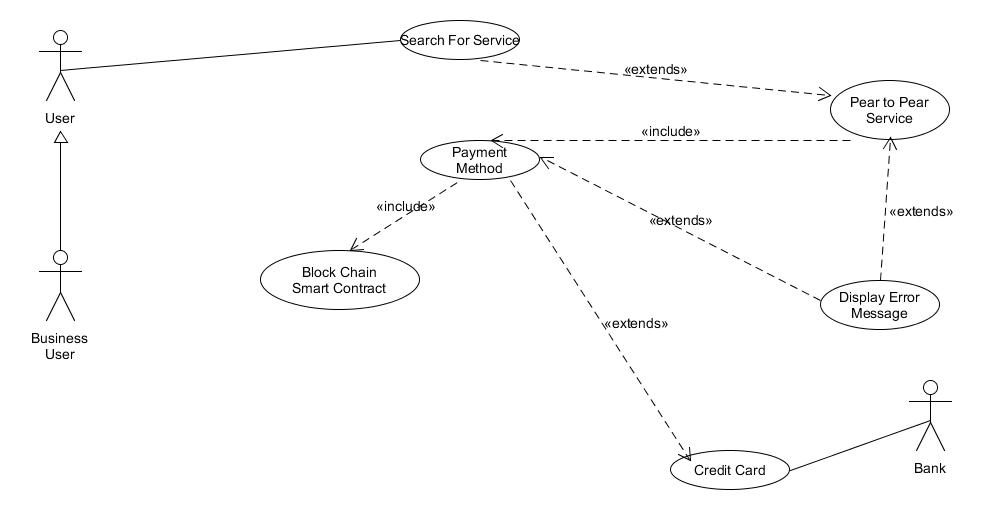 Search For Service
«extends»
User
Pear to Pear
Service
«include»
Payment
Method
«include»
«extends»
«extends»
Block Chain
Smart Contract
Display Error
Message
«extends»
Business
User
Credit Card
Bank